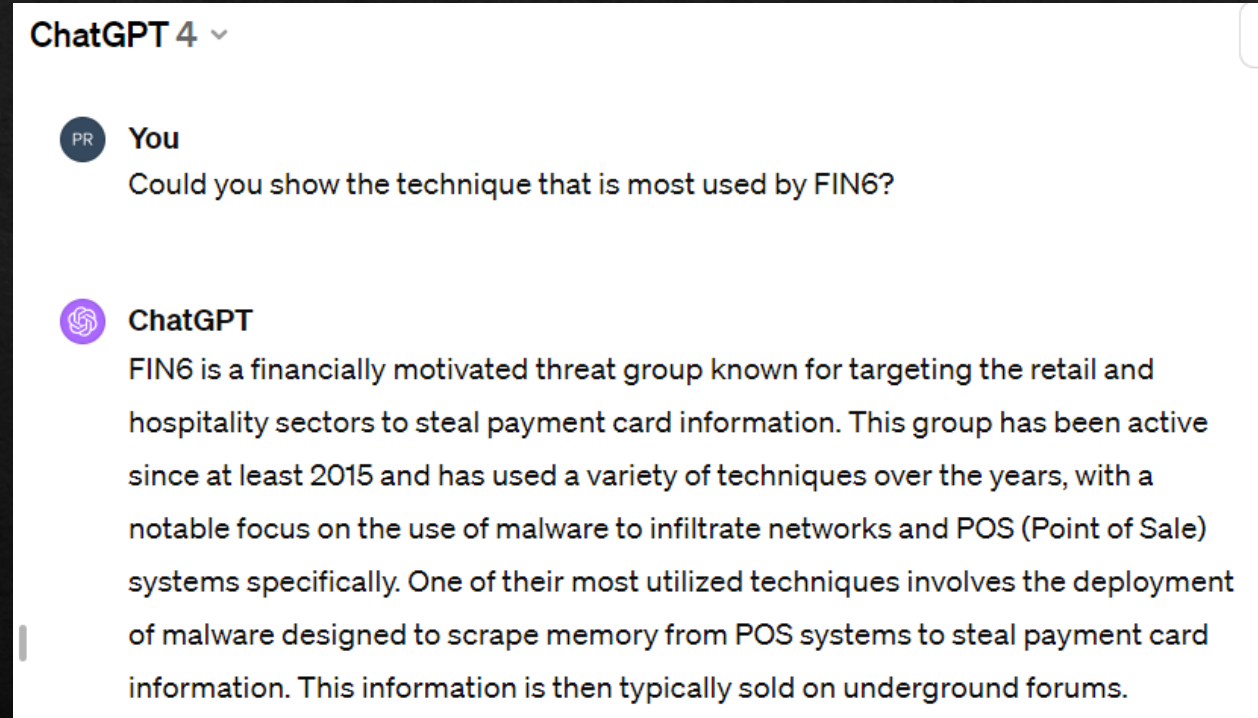 ChatGPT 4
PR
You
Could you show the technique that is most used by FIN6?
ChatGPT
FIN6 is a financially motivated threat group known for targeting the retail and
hospitality sectors to steal payment card information. This group has been active
since at least 2015 and has used a variety of techniques over the years, with a
notable focus on the use of malware to infiltrate networks and POS (Point of Sale)
systems specifically. One of their most utilized techniques involves the deployment
of malware designed to scrape memory from POS systems to steal payment card
information. This information is then typically sold on underground forums.